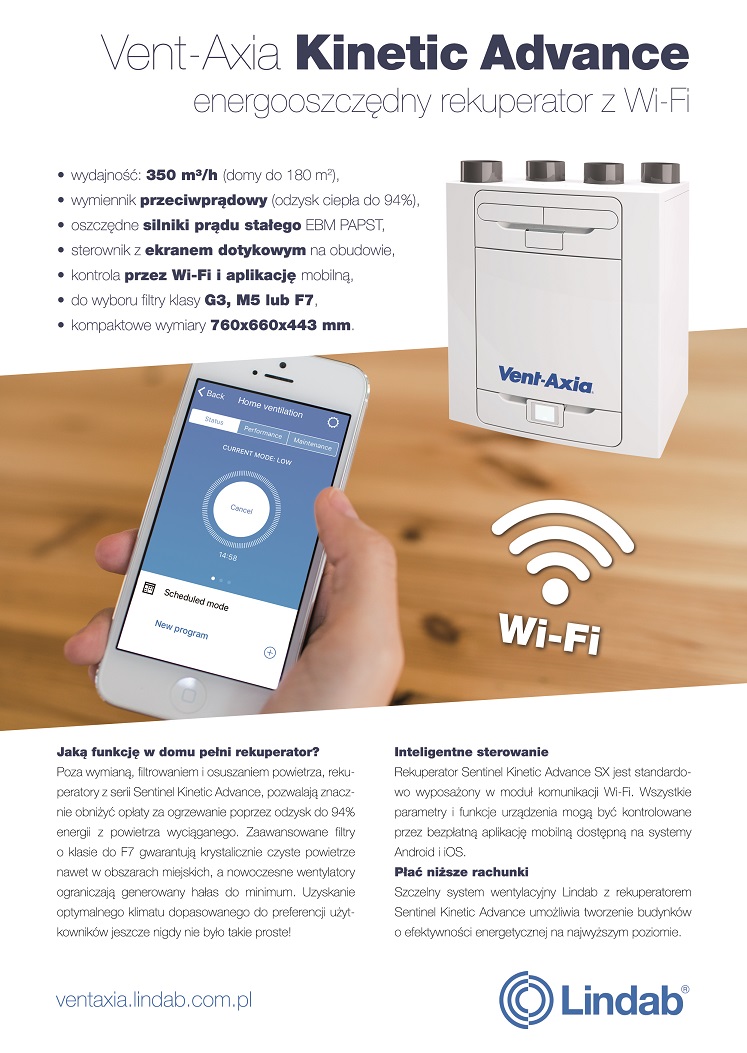 Vent-Axia Kinetic Advance
energooszczędny rekuperator z Wi-Fi
• wydajność: 350 m³/h (domy do 180 m²),
• wymiennik przeciwprądowy (odzysk ciepła do 94%),
• oszczędne silniki prądu stałego EBM PAPST,
• sterownik z ekranem dotykowym na obudowie,
• kontrola przez Wi-Fi i aplikację mobilną,
• do wyboru filtry klasy G3, M5 lub F7,
• kompaktowe wymiary 760x660x443 mm.
Vent-Axia
Back Home ventilation
Status Performance Maintenance
CURRENT MODE: LOW
Cancel
14:58
Scheduled mode
New program
Wi-Fi
Jaką funkcję w domu pełni rekuperator?
Poza wymianą, filtrowaniem i osuszaniem powietrza, reku-
peratory z serii Sentinel Kinetic Advance, pozwalają znacz-
nie obniżyć opłaty za ogrzewanie poprzez odzysk do 94%
energii z powietrza wyciąganego. Zaawansowane filtry
o klasie do F7 gwarantują krystalicznie czyste powietrze
nawet w obszarach miejskich, a nowoczesne wentylatory
ograniczają generowany hałas do minimum. Uzyskanie
optymalnego klimatu dopasowanego do preferencji użyt-
kowników jeszcze nigdy nie było takie proste!
Inteligentne sterowanie
Rekuperator Sentinel Kinetic Advance SX jest standardo-
wo wyposażony w moduł komunikacji Wi-Fi. Wszystkie
parametry i funkcje urządzenia mogą być kontrolowane
przez bezpłatną aplikację mobilną dostępną na systemy
Android i iOS.
Płać niższe rachunki
Szczelny system wentylacyjny Lindab z rekuperatorem
Sentinel Kinetic Advance umożliwia tworzenie budynków
o efektywności energetycznej na najwyższym poziomie.
ventaxia.lindab.com.pl
Lindab®